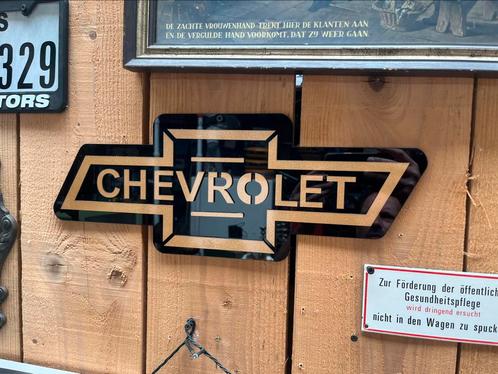 DE ZACHTE VROUWENHAND TREKT HIER DE KLANTEN AAN
EN DE VERGULDE HAND VOORKOMT, DAT ZY WEER GAAN
329
TORS
CHEVROLET
Zur Förderung der öffentlich
Gesundheitspflege
wird dringend ersucht
nicht in den Wagen zu spuck